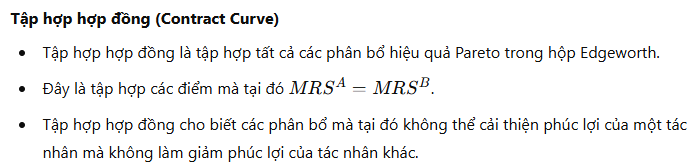 Tập hợp hợp đồng (Contract Curve)
• Tập hợp hợp đồng là tập hợp tất cả các phân bổ hiệu quả Pareto trong hộp Edgeworth.
• Đây là tập hợp các điểm mà tại đó $MRS^A = MRS^B$.
• Tập hợp hợp đồng cho biết các phân bổ mà tại đó không thể cải thiện phúc lợi của một tác
nhân mà không làm giảm phúc lợi của tác nhân khác.